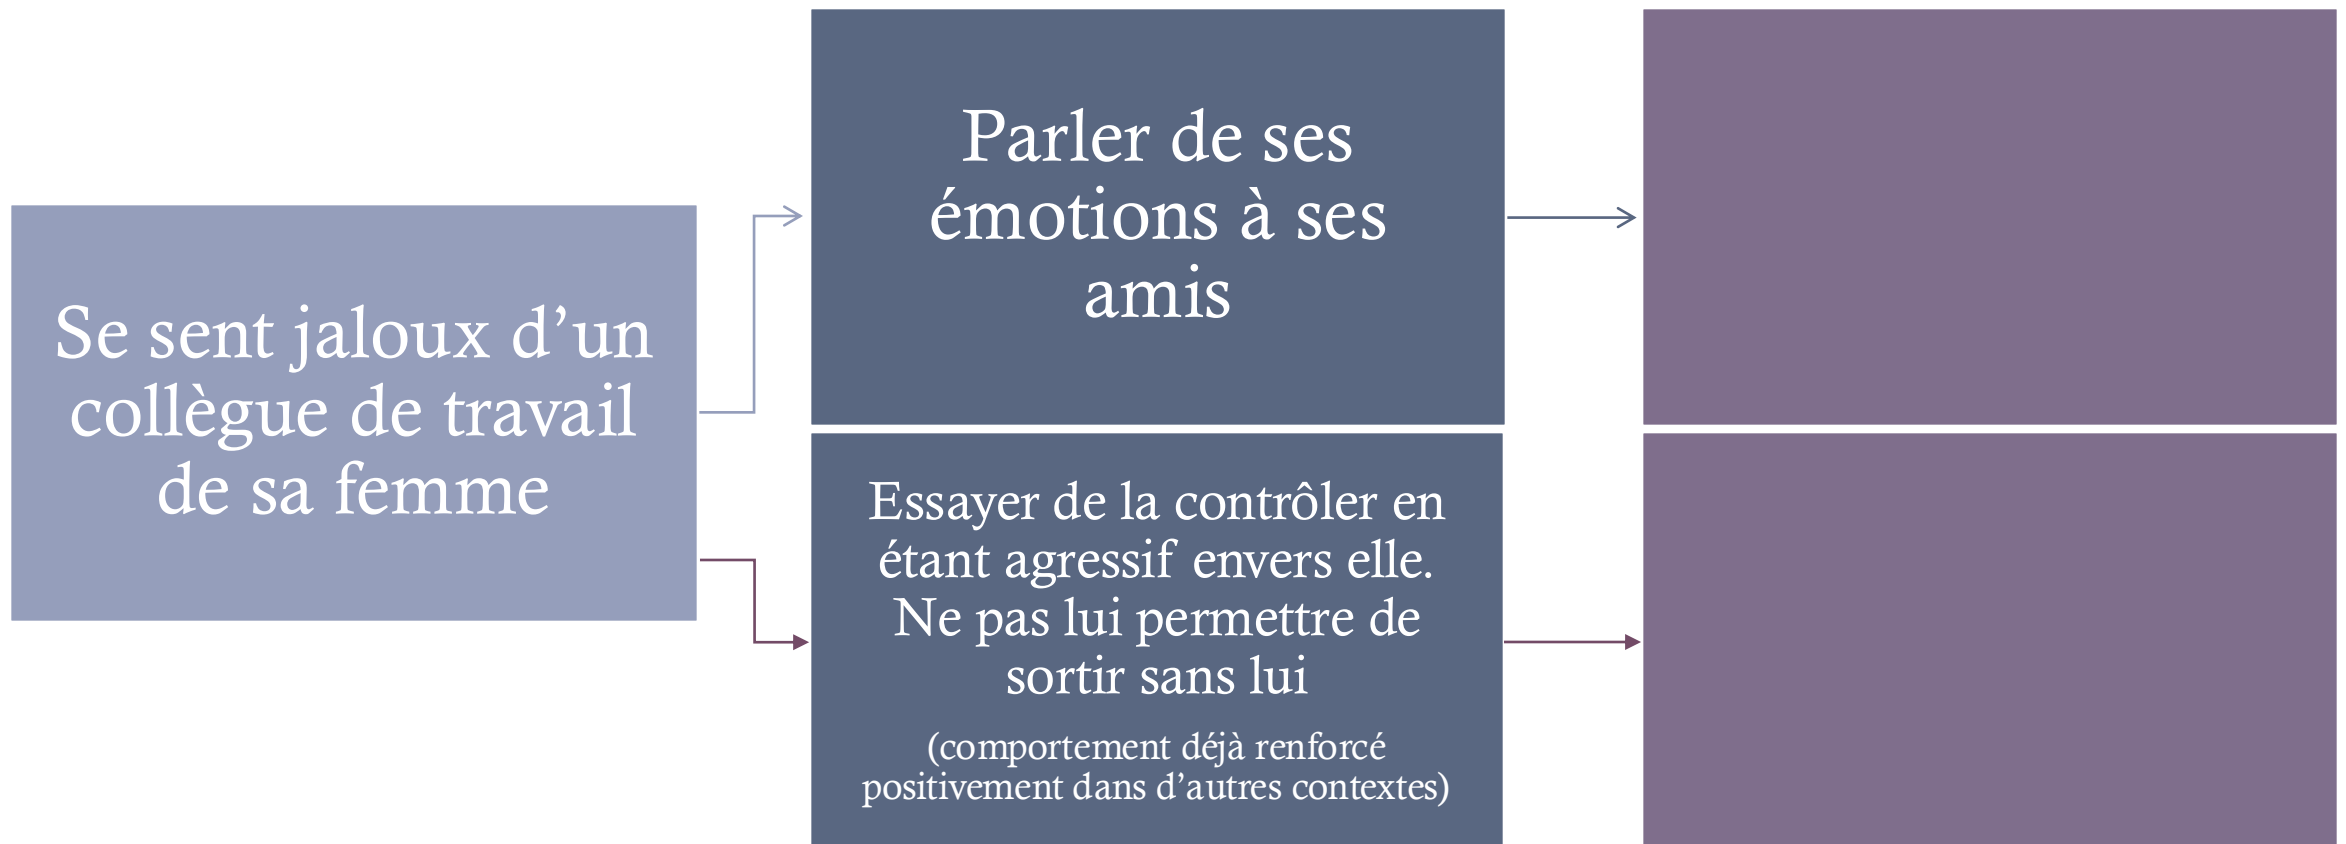 Se sent jaloux d’un
collègue de travail
de sa femme
Parler de ses
émotions à ses
amis
Essayer de la contrôler en
étant agressif envers elle.
Ne pas lui permettre de
sortir sans lui
(comportement déjà renforcé
positivement dans d’autres contextes)